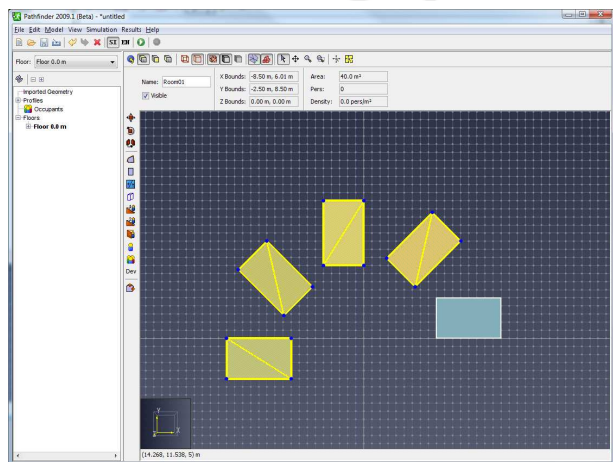 Pathfinder 2009.1 (Beta) - *untitled
File Edit Model View Simulation Results Help
SI EN
Floor: Floor 0.0 m
Imported Geometry
Profiles
Occupants
Floors
Floor 0.0 m
Name: Room01
Visible
X Bounds: -8.50 m, 6.01 m
Y Bounds: -2.50 m, 8.50 m
Z Bounds: 0.00 m, 0.00 m
Area: 40.0 m²
Pers: 0
Density: 0.0 pers/m²
Dev
Y
Z X
(14.268, 11.538, 5) m